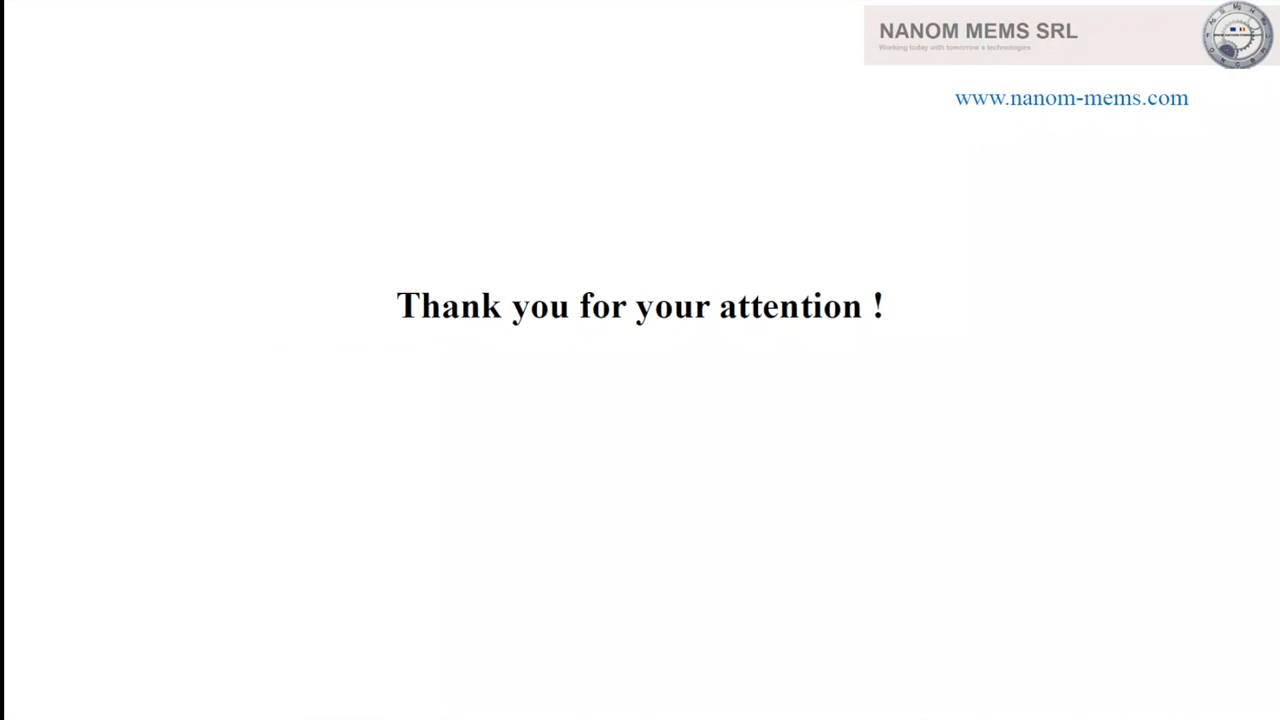 NANOM MEMS SRL
Working today with tomorrow's technologies
www.nanom-mems.com
Thank you for your attention !